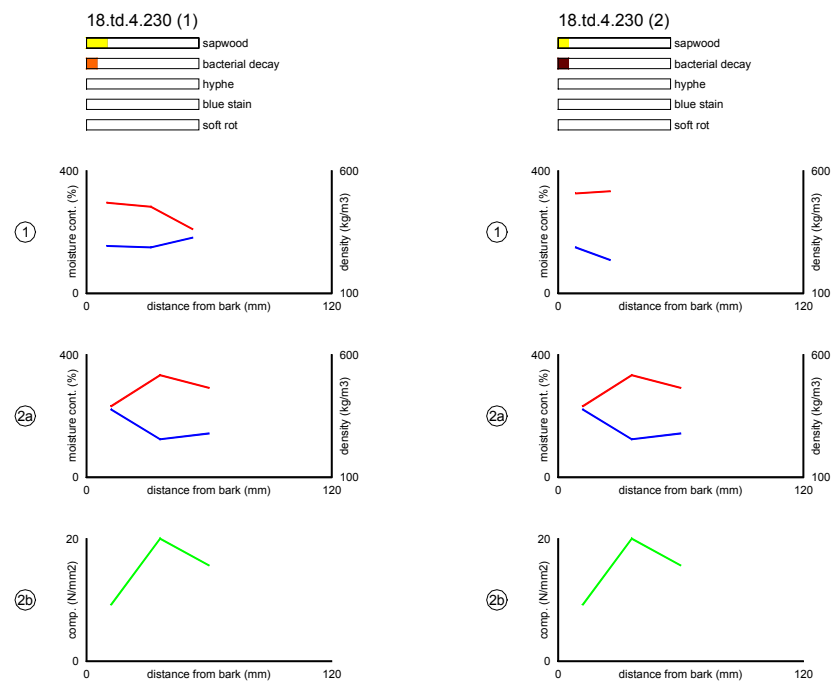 18.td.4.230 (1)
sapwood
bacterial decay
hyphe
blue stain
soft rot
1
400
600
moisture cont. (%)
density (kg/m3)
0
100
0
distance from bark (mm)
120
2a
400
600
moisture cont. (%)
density (kg/m3)
0
100
0
distance from bark (mm)
120
2b
20
comp. (N/mm2)
0
0
distance from bark (mm)
120
18.td.4.230 (2)
sapwood
bacterial decay
hyphe
blue stain
soft rot
1
400
600
moisture cont. (%)
density (kg/m3)
0
100
0
distance from bark (mm)
120
2a
400
600
moisture cont. (%)
density (kg/m3)
0
100
0
distance from bark (mm)
120
2b
20
comp. (N/mm2)
0
0
distance from bark (mm)
120